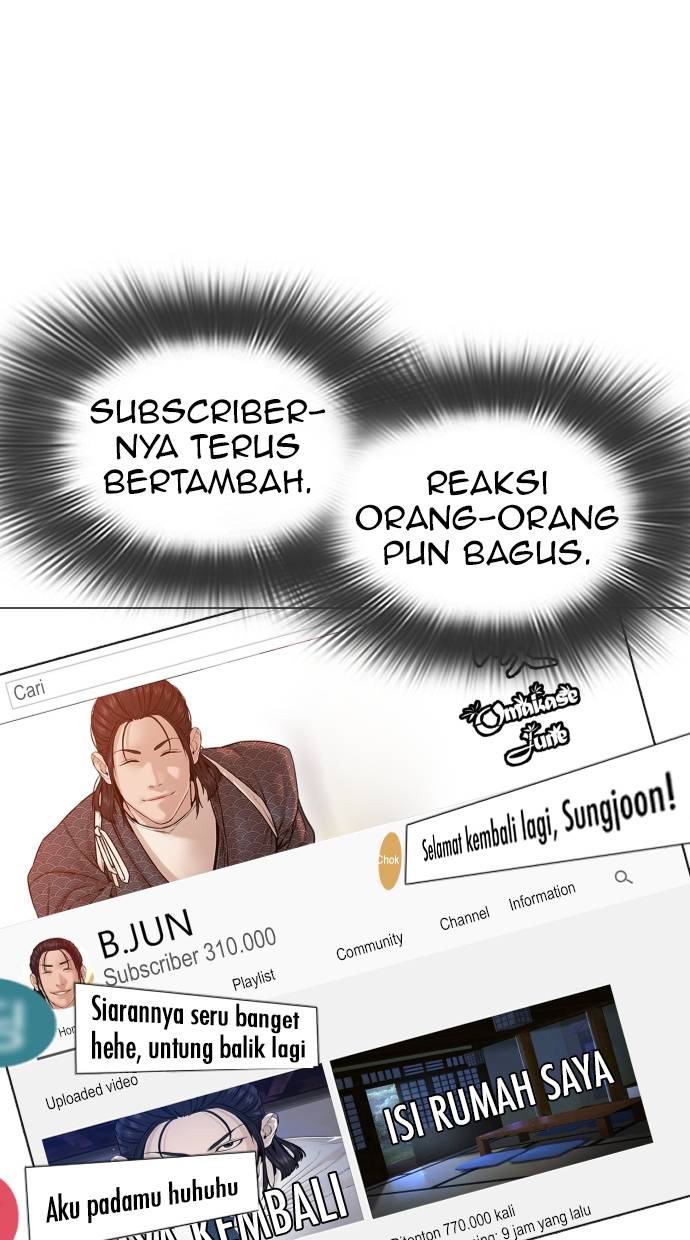 SUBSCRIBER-
NYA TERUS
BERTAMBAH.
REAKSI
ORANG-ORANG
PUN BAGUS.
Cari
Omakase
June
Chok
Selamat kembali lagi, Sungjoon!
B.JUN
Subscriber 310.000
Playlist
Community
Channel
Information
Siarannya seru banget
hehe, untung balik lagi
Uploaded video
ISI RUMAH SAYA
KEMBALI
Aku padamu huhuhu
770.000 kali
9 jam yang lalu